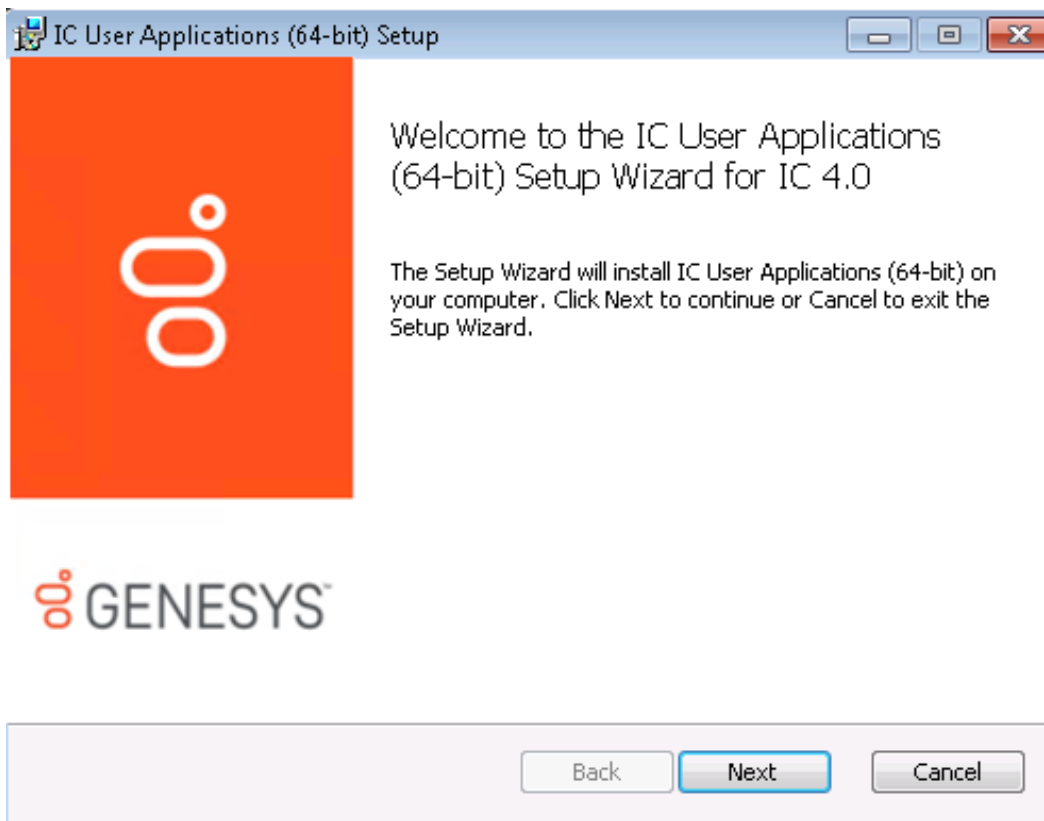 IC User Applications (64-bit) Setup
Welcome to the IC User Applications
(64-bit) Setup Wizard for IC 4.0
The Setup Wizard will install IC User Applications (64-bit) on
your computer. Click Next to continue or Cancel to exit the
Setup Wizard.
GENESYS™
Back
Next
Cancel